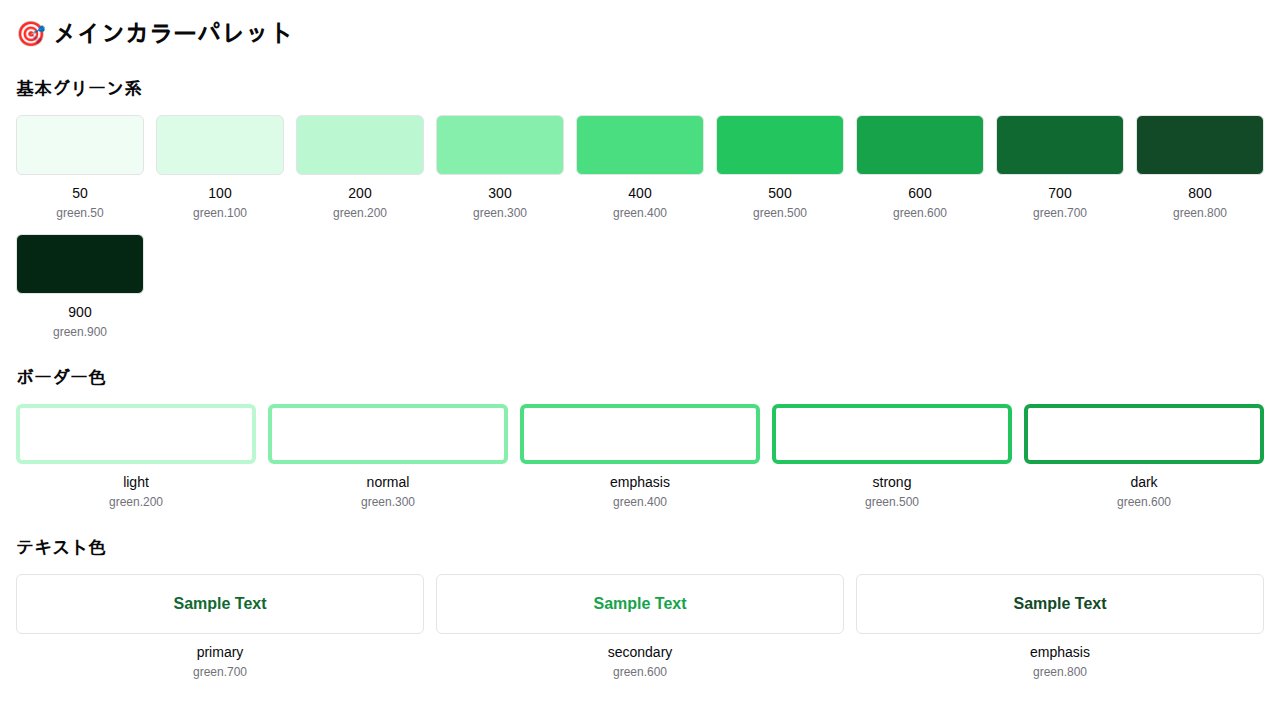 🎯 メインカラーパレット
基本グリーン系
50 100 200 300 400 500 600 700 800
green.50 green.100 green.200 green.300 green.400 green.500 green.600 green.700 green.800
900
green.900
ボーダー色
light normal emphasis strong dark
green.200 green.300 green.400 green.500 green.600
テキスト色
Sample Text Sample Text Sample Text
primary secondary emphasis
green.700 green.600 green.800